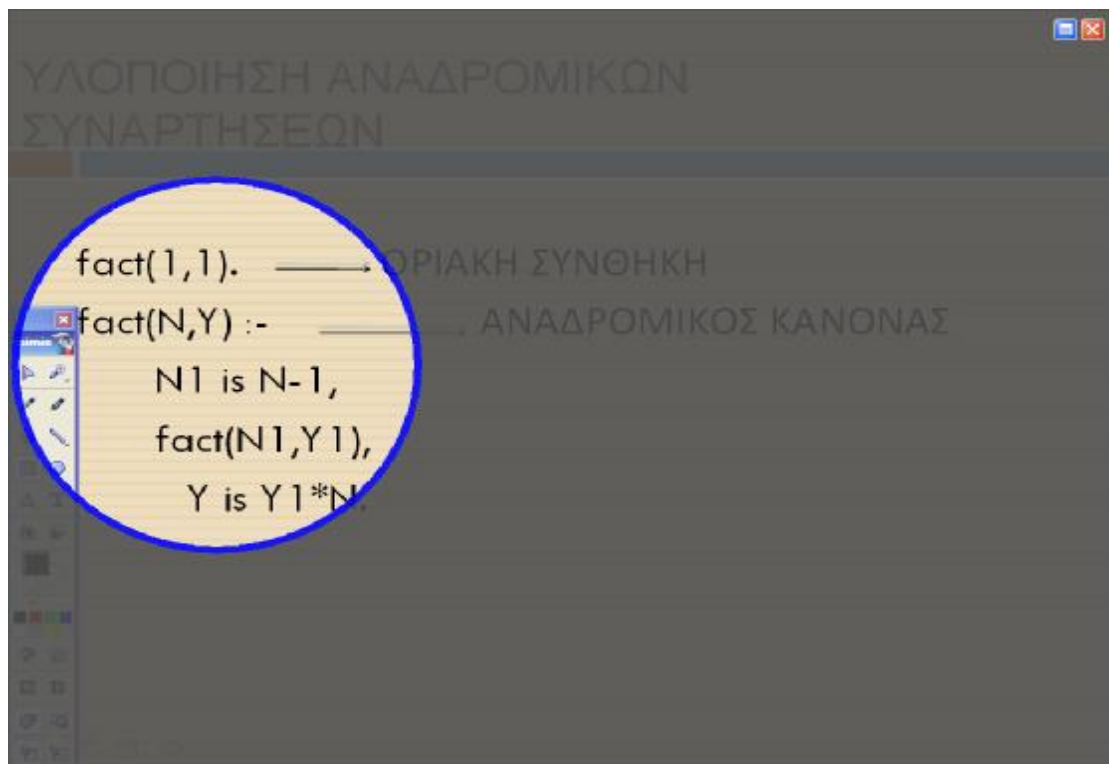 ΥΛΟΠΟΙΗΣΗ ΑΝΑΔΡΟΜΙΚΩΝ
ΣΥΝΑΡΤΗΣΕΩΝ
fact(1,1). ΟΡΙΑΚΗ ΣΥΝΘΗΚΗ
fact(N,Y) :- ΑΝΑΔΡΟΜΙΚΟΣ ΚΑΝΟΝΑΣ
N1 is N-1,
fact(N1,Y1),
Y is Y1*N.